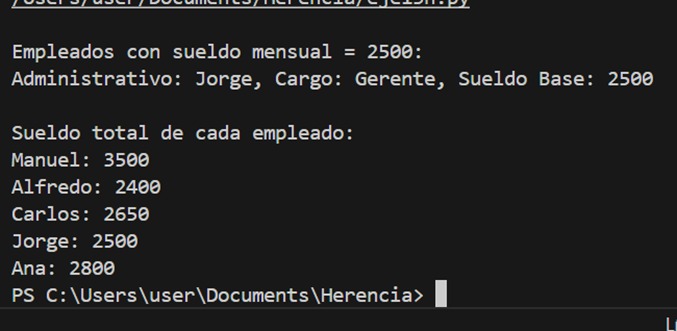 /Users/user/Documents/Herencia/ejer5h.py
Empleados con sueldo mensual = 2500:
Administrativo: Jorge, Cargo: Gerente, Sueldo Base: 2500
Sueldo total de cada empleado:
Manuel: 3500
Alfredo: 2400
Carlos: 2650
Jorge: 2500
Ana: 2800
PS C:\Users\user\Documents\Herencia>